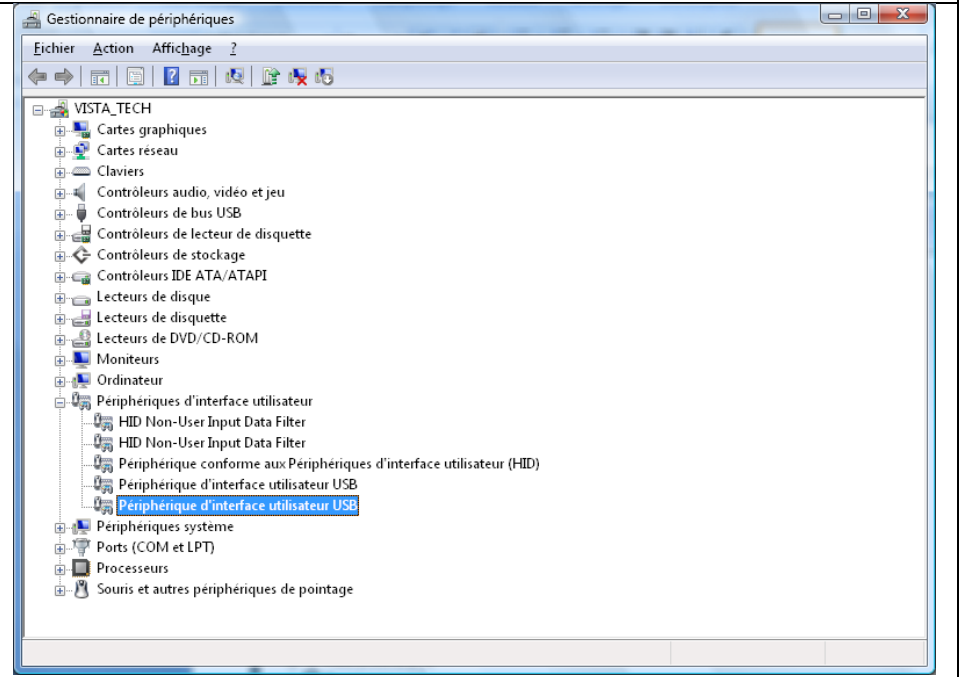 Gestionnaire de périphériques
Fichier Action Affichage ?
VISTA_TECH
Cartes graphiques
Cartes réseau
Claviers
Contrôleurs audio, vidéo et jeu
Contrôleurs de bus USB
Contrôleurs de lecteur de disquette
Contrôleurs de stockage
Contrôleurs IDE ATA/ATAPI
Lecteurs de disque
Lecteurs de disquette
Lecteurs de DVD/CD-ROM
Moniteurs
Ordinateur
Périphériques d'interface utilisateur
HID Non-User Input Data Filter
HID Non-User Input Data Filter
Périphérique conforme aux Périphériques d'interface utilisateur (HID)
Périphérique d'interface utilisateur USB
Périphérique d'interface utilisateur USB
Périphériques système
Ports (COM et LPT)
Processeurs
Souris et autres périphériques de pointage